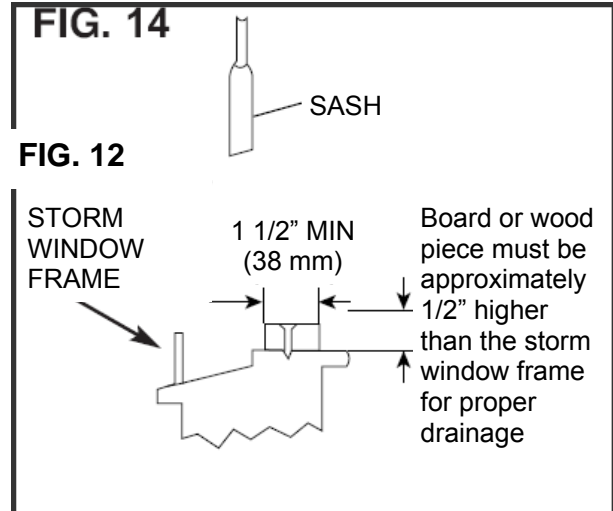 FIG. 14
SASH
FIG. 12
STORM
WINDOW
FRAME
1 1/2” MIN
(38 mm)
Board or wood
piece must be
approximately
1/2” higher
than the storm
window frame
for proper
drainage